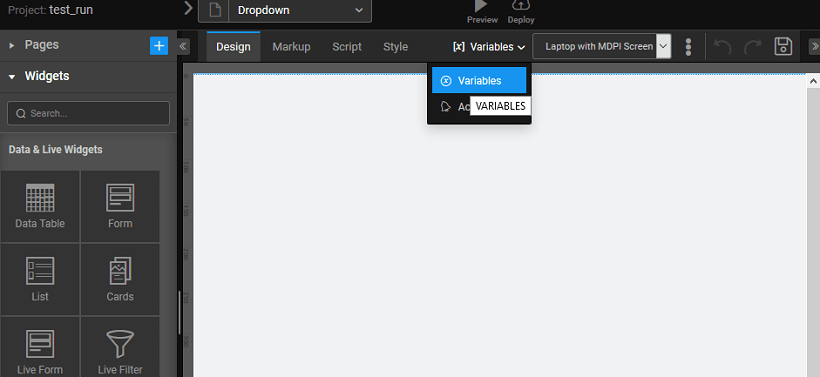 Project: test_run
Dropdown
Preview
Deploy
Pages
Design
Markup
Script
Style
[x] Variables
Laptop with MDPI Screen
Widgets
Variables
Search...
Ac
VARIABLES
Data & Live Widgets
Data Table
Form
List
Cards
Live Form
Live Filter